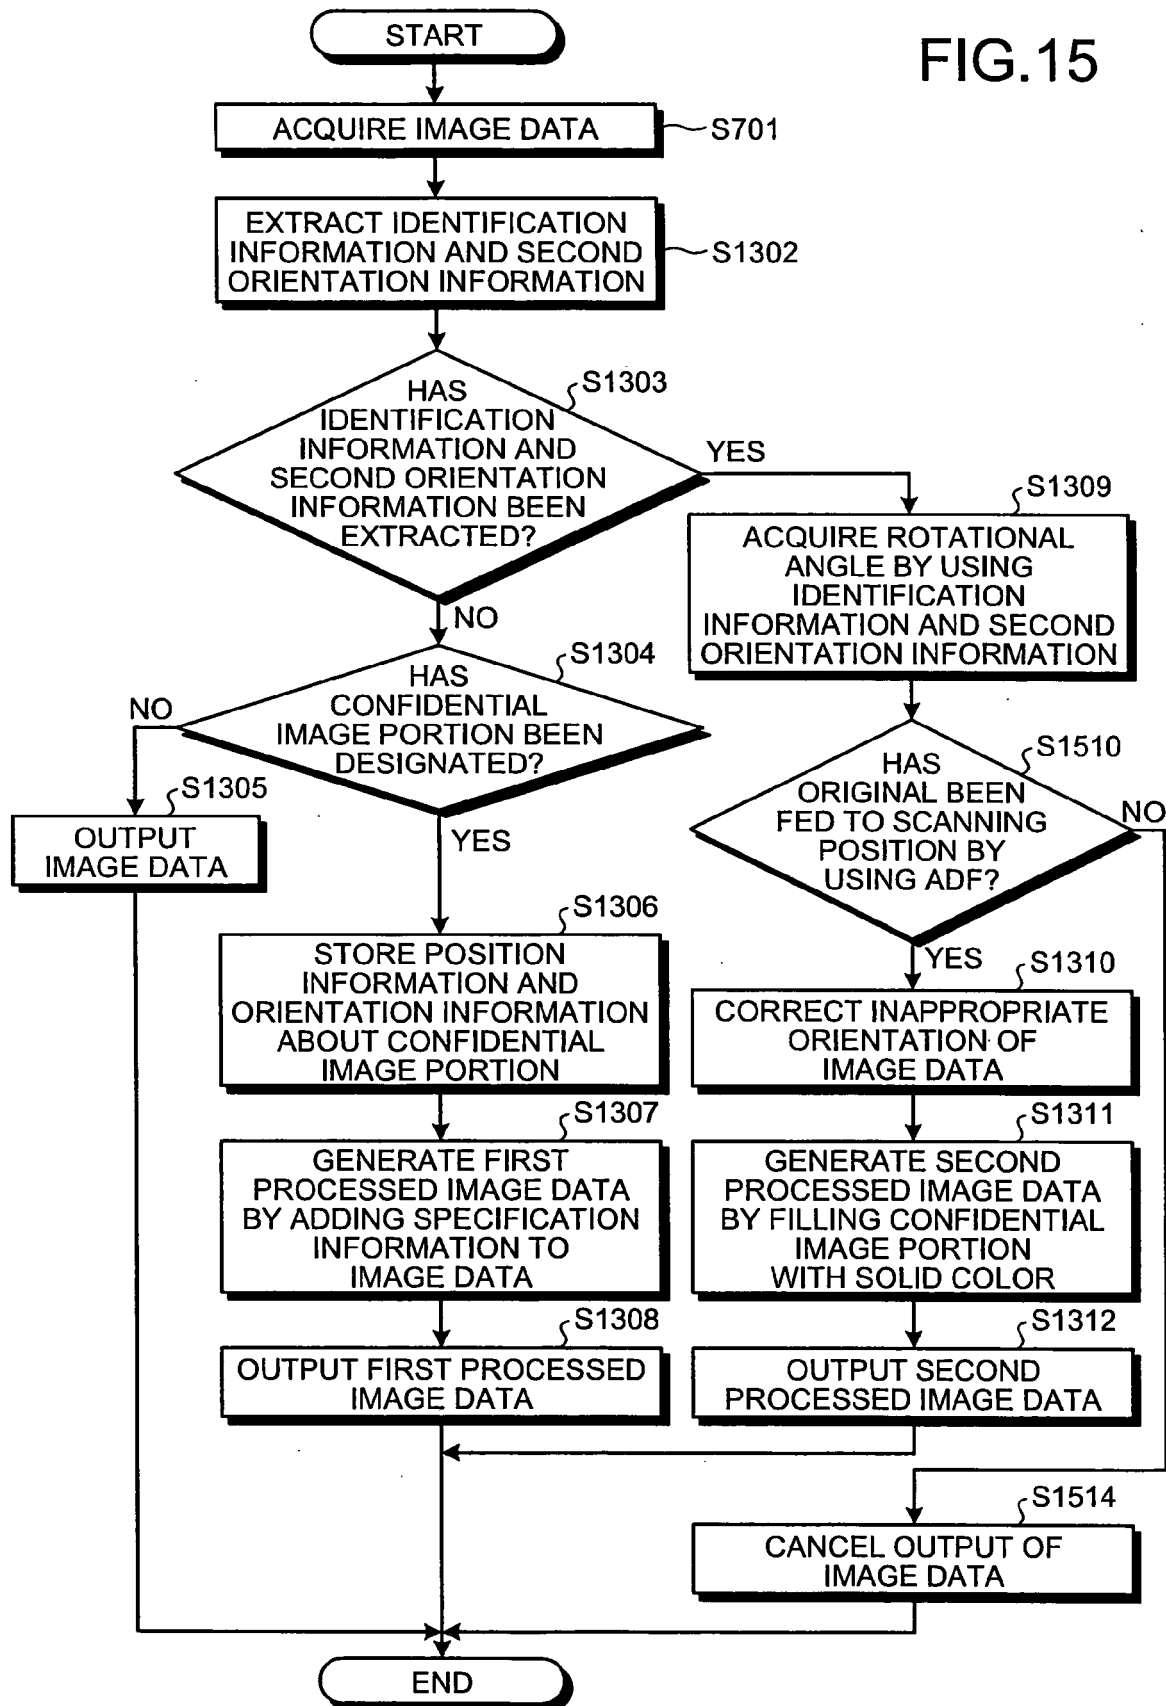 FIG.15
START
ACQUIRE IMAGE DATA
S701
EXTRACT IDENTIFICATION
INFORMATION AND SECOND
ORIENTATION INFORMATION
S1302
HAS
IDENTIFICATION
INFORMATION AND
SECOND ORIENTATION
INFORMATION BEEN
EXTRACTED?
S1303
YES
NO
S1309
ACQUIRE ROTATIONAL
ANGLE BY USING
IDENTIFICATION
INFORMATION AND SECOND
ORIENTATION INFORMATION
S1304
HAS
CONFIDENTIAL
IMAGE PORTION BEEN
DESIGNATED?
NO
YES
S1305
OUTPUT
IMAGE DATA
S1510
HAS
ORIGINAL BEEN
FED TO SCANNING
POSITION BY
USING ADF?
NO
YES
S1306
STORE POSITION
INFORMATION AND
ORIENTATION INFORMATION
ABOUT CONFIDENTIAL
IMAGE PORTION
S1310
CORRECT INAPPROPRIATE
ORIENTATION OF
IMAGE DATA
S1307
GENERATE FIRST
PROCESSED IMAGE DATA
BY ADDING SPECIFICATION
INFORMATION TO
IMAGE DATA
S1311
GENERATE SECOND
PROCESSED IMAGE DATA
BY FILLING CONFIDENTIAL
IMAGE PORTION
WITH SOLID COLOR
S1308
OUTPUT FIRST PROCESSED
IMAGE DATA
S1312
OUTPUT SECOND
PROCESSED IMAGE DATA
S1514
CANCEL OUTPUT OF
IMAGE DATA
END